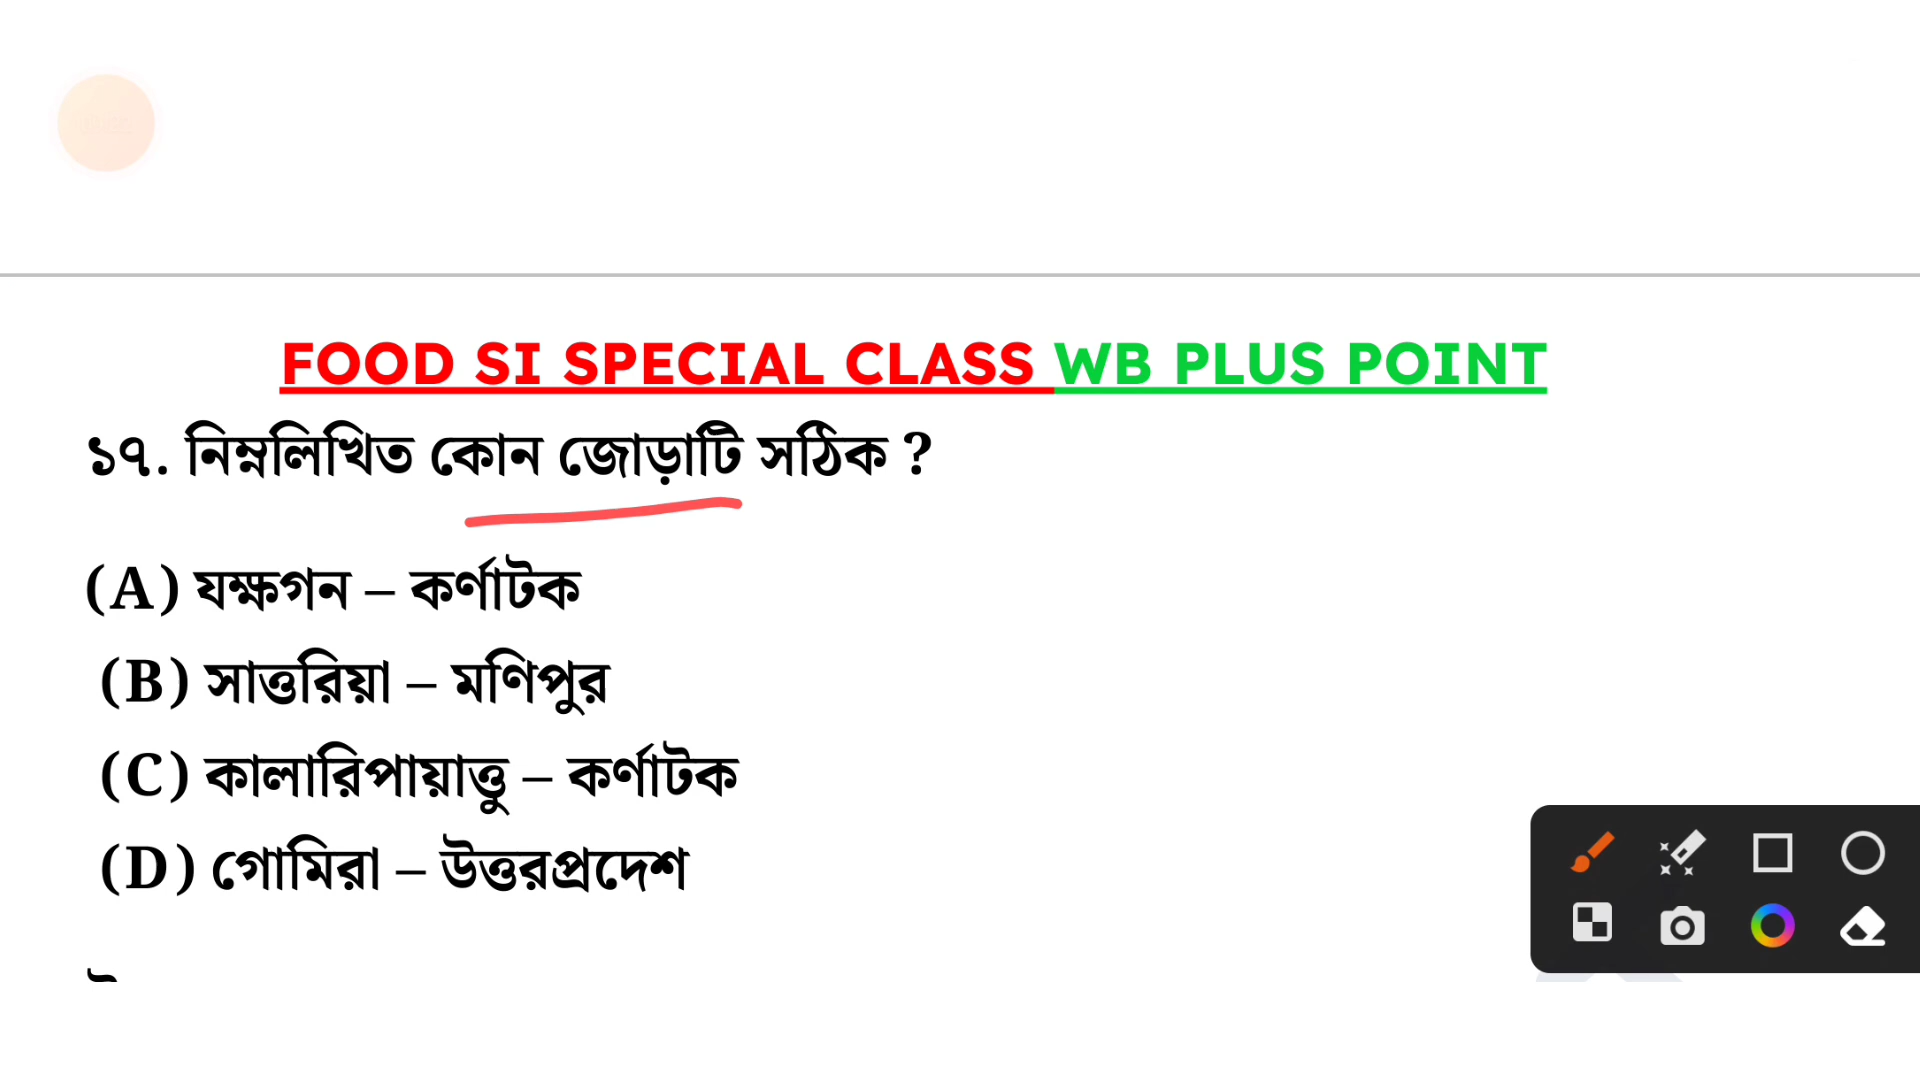 FOOD SI SPECIAL CLASS WB PLUS POINT
১৭. নিম্নলিখিত কোন জোড়াটি সঠিক ?
(A) যক্ষগন – কর্ণাটক
(B) সাত্তরিয়া – মণিপুর
(C) কালারিপায়াত্তু – কর্ণাটক
(D) গোমিরা – উত্তরপ্রদেশ